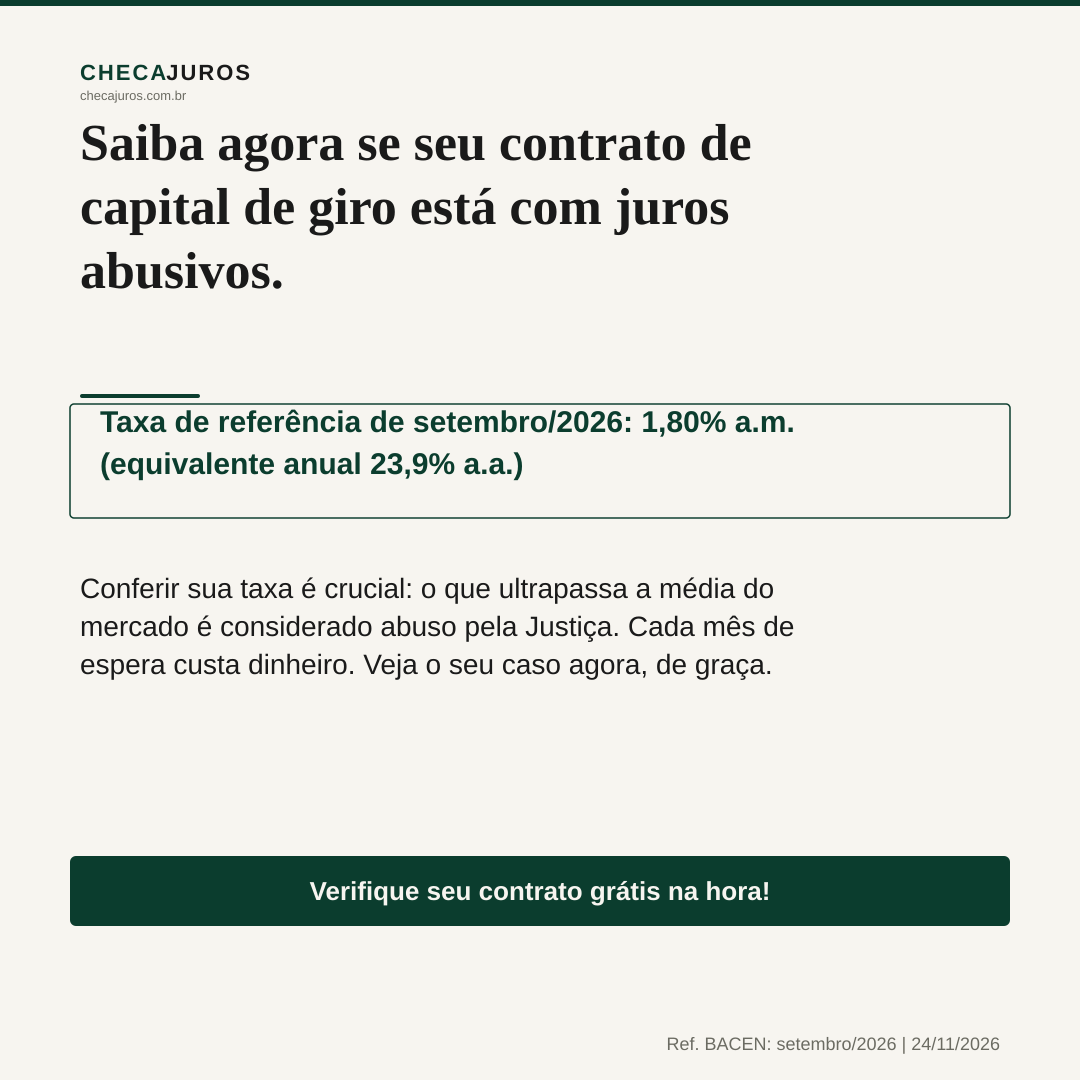 CHECAJUROS
checajuros.com.br
Saiba agora se seu contrato de
capital de giro está com juros
abusivos.
Taxa de referência de setembro/2026: 1,80% a.m.
(equivalente anual 23,9% a.a.)
Conferir sua taxa é crucial: o que ultrapassa a média do
mercado é considerado abuso pela Justiça. Cada mês de
espera custa dinheiro. Veja o seu caso agora, de graça.
Verifique seu contrato grátis na hora!
Ref. BACEN: setembro/2026 | 24/11/2026